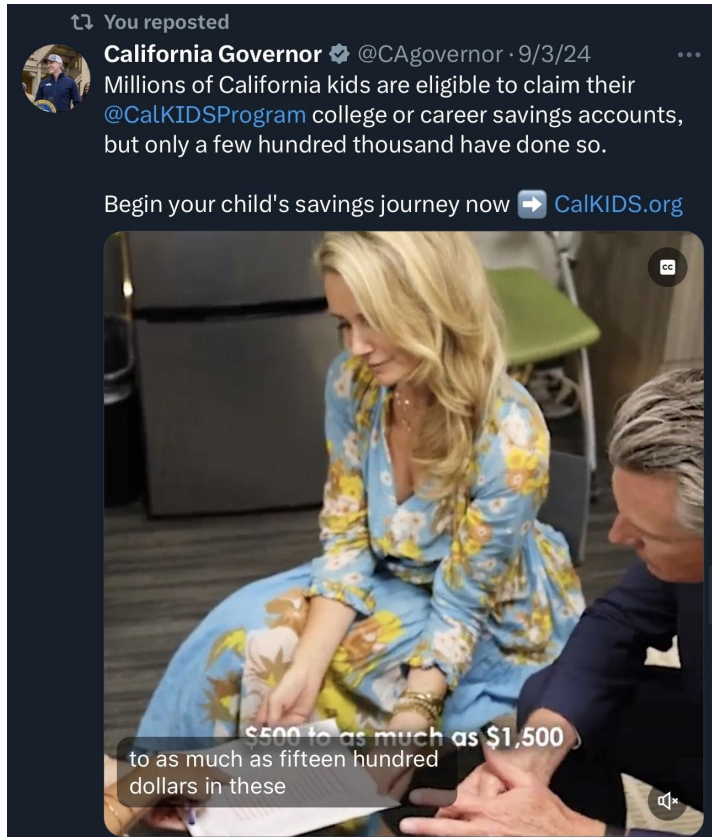 You reposted
California Governor @CAgovernor · 9/3/24
Millions of California kids are eligible to claim their
@CalKIDSProgram college or career savings accounts,
but only a few hundred thousand have done so.
Begin your child's savings journey now ➡️ CalKIDS.org
CC
$500 to as much as $1,500
to as much as fifteen hundred
dollars in these